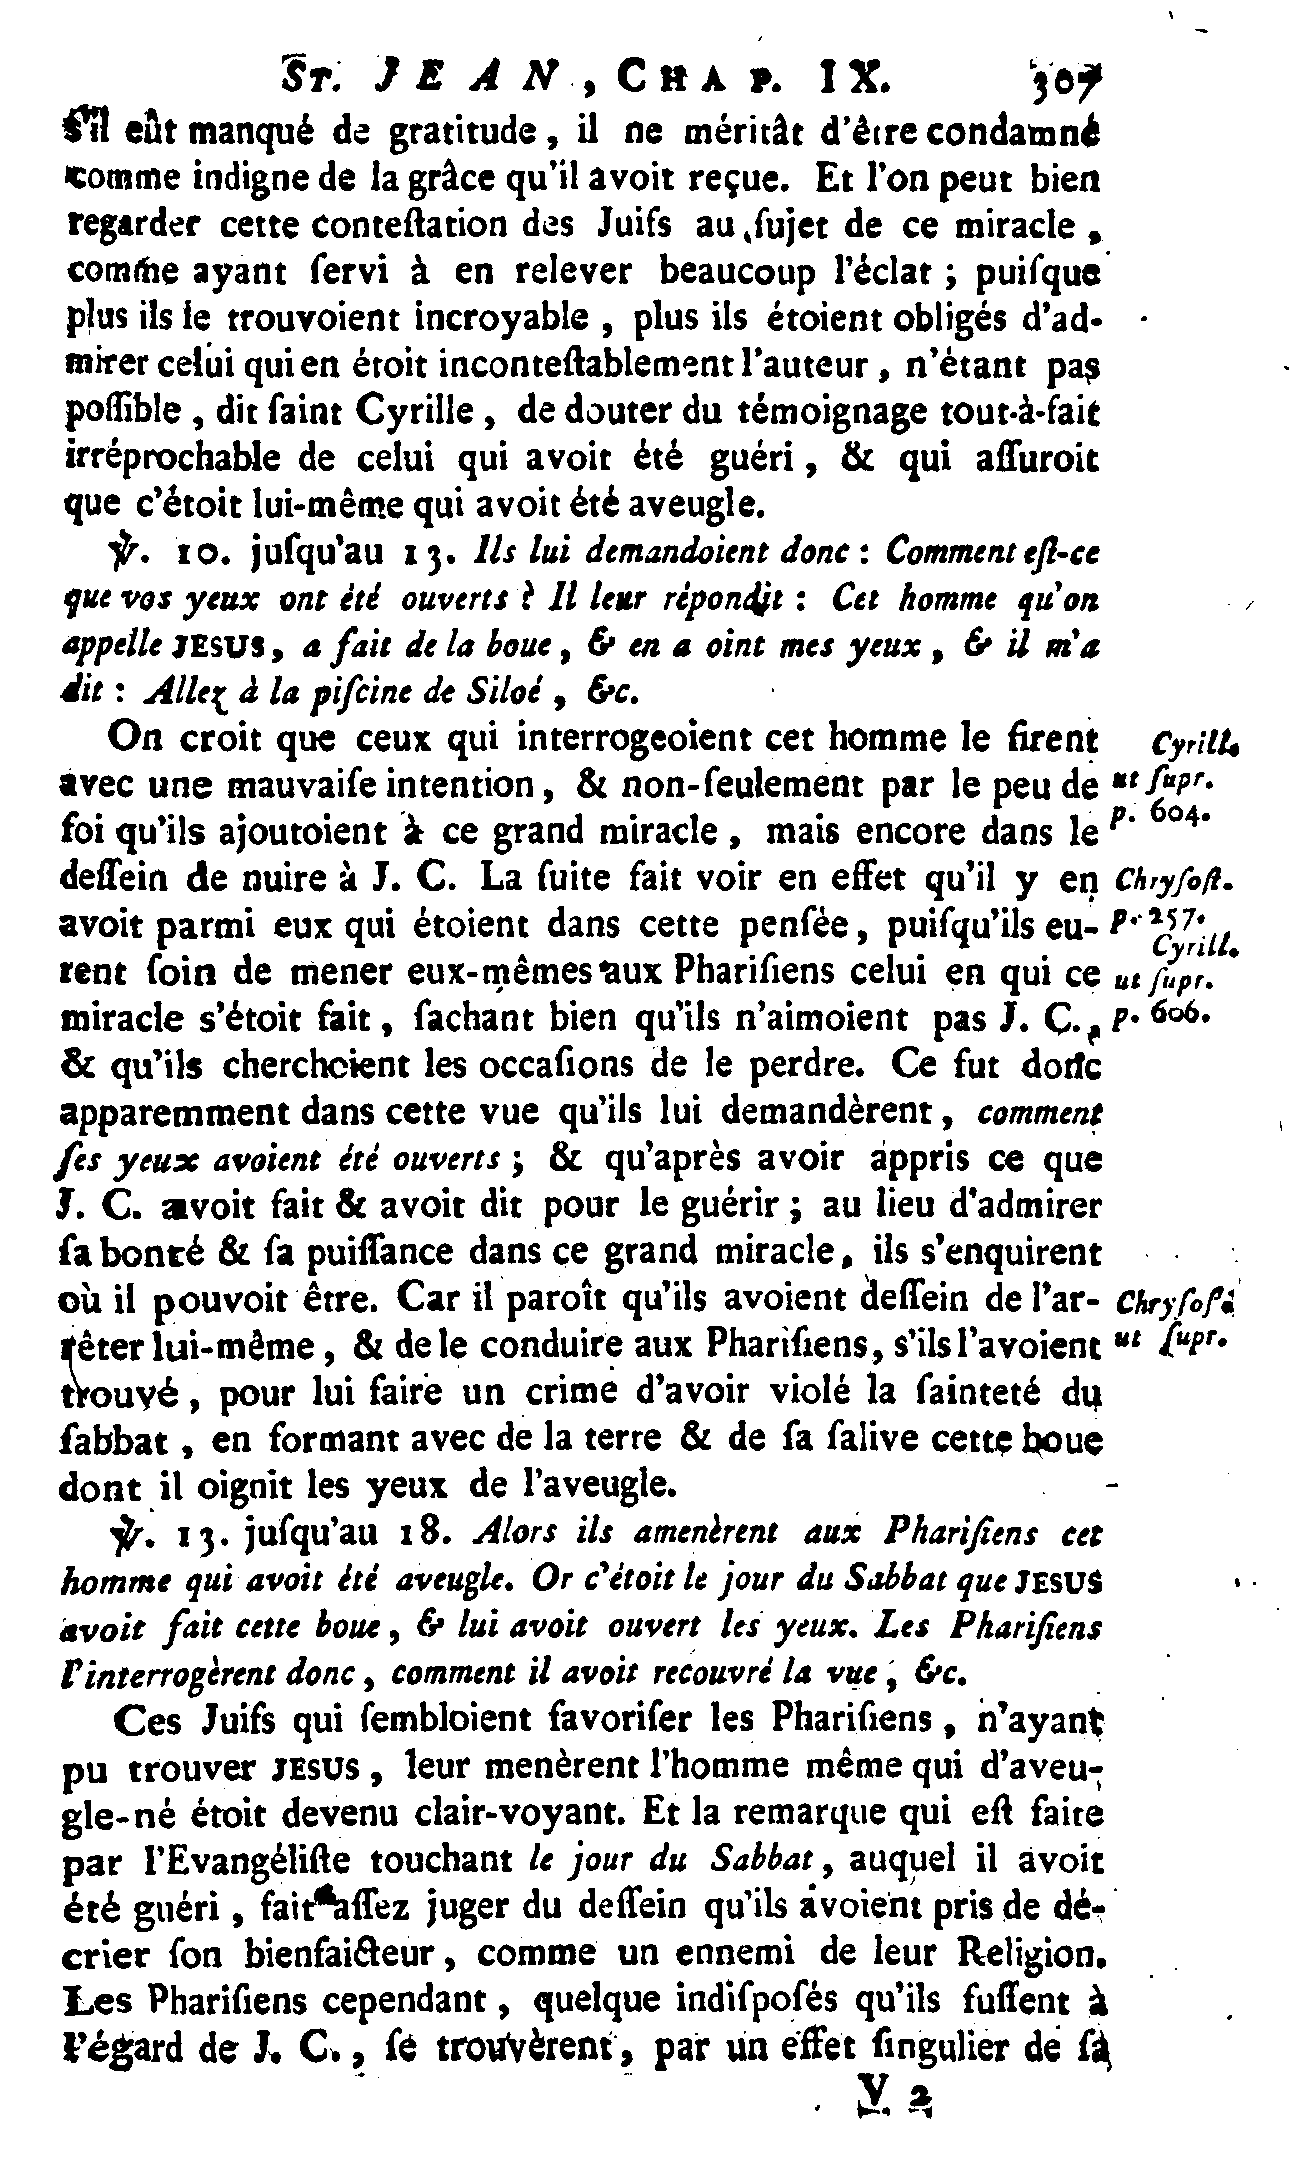 St. JEAN, CHAP. IX. 307
s'il eût manqué de gratitude, il ne méritât d'être condamné
comme indigne de la grâce qu'il avoit reçue. Et l'on peut bien
regarder cette conteſtation des Juifs au ſujet de ce miracle,
comme ayant ſervi à en relever beaucoup l'éclat ; puiſque
plus ils le trouvoient incroyable, plus ils étoient obligés d'ad-
mirer celui qui en étoit inconteſtablement l'auteur, n'étant pas
poſſible, dit ſaint Cyrille, de douter du témoignage tout-à-fait
irréprochable de celui qui avoit été guéri, & qui aſſuroit
que c'étoit lui-même qui avoit été aveugle.
℣. 10. juſqu'au 13. Ils lui demandoient donc : Comment eſt-ce
que vos yeux ont été ouverts ? Il leur répondit : Cet homme qu'on
appelle JESUS, a fait de la boue, & en a oint mes yeux, & il m'a
dit : Allez à la piſcine de Siloé, &c.
On croit que ceux qui interrogeoient cet homme le firent
avec une mauvaiſe intention, & non-ſeulement par le peu de
foi qu'ils ajoutoient à ce grand miracle, mais encore dans le
deſſein de nuire à J. C. La ſuite fait voir en effet qu'il y en
avoit parmi eux qui étoient dans cette penſée, puiſqu'ils eu-
rent ſoin de mener eux-mêmes aux Phariſiens celui en qui ce
miracle s'étoit fait, ſachant bien qu'ils n'aimoient pas J. C.,
& qu'ils cherchoient les occaſions de le perdre. Ce fut donc
apparemment dans cette vue qu'ils lui demandèrent, comment
ſes yeux avoient été ouverts ; & qu'après avoir appris ce que
J. C. avoit fait & avoit dit pour le guérir ; au lieu d'admirer
ſa bonté & ſa puiſſance dans ce grand miracle, ils s'enquirent
où il pouvoit être. Car il paroît qu'ils avoient deſſein de l'ar-
rêter lui-même, & de le conduire aux Phariſiens, s'ils l'avoient
trouvé, pour lui faire un crime d'avoir violé la ſainteté du
ſabbat, en formant avec de la terre & de ſa ſalive cette boue
dont il oignit les yeux de l'aveugle.
℣. 13. juſqu'au 18. Alors ils amenèrent aux Phariſiens cet
homme qui avoit été aveugle. Or c'étoit le jour du Sabbat que JESUS
avoit fait cette boue, & lui avoit ouvert les yeux. Les Phariſiens
l'interrogèrent donc, comment il avoit recouvré la vue, &c.
Ces Juifs qui ſembloient favoriſer les Phariſiens, n'ayant
pu trouver JESUS, leur menèrent l'homme même qui d'aveu-
gle-né étoit devenu clair-voyant. Et la remarque qui eſt faite
par l'Evangéliſte touchant le jour du Sabbat, auquel il avoit
été guéri, fait aſſez juger du deſſein qu'ils avoient pris de dé-
crier ſon bienfaicteur, comme un ennemi de leur Religion.
Les Phariſiens cependant, quelque indiſpoſés qu'ils fuſſent à
l'égard de J. C., ſe trouvèrent, par un effet ſingulier de ſa
V 2
Cyrill.
ut ſupr.
p. 604.
Chryſoſt.
p. 257.
Cyrill.
ut ſupr.
p. 606.
Chryſoſt.
ut ſupr.